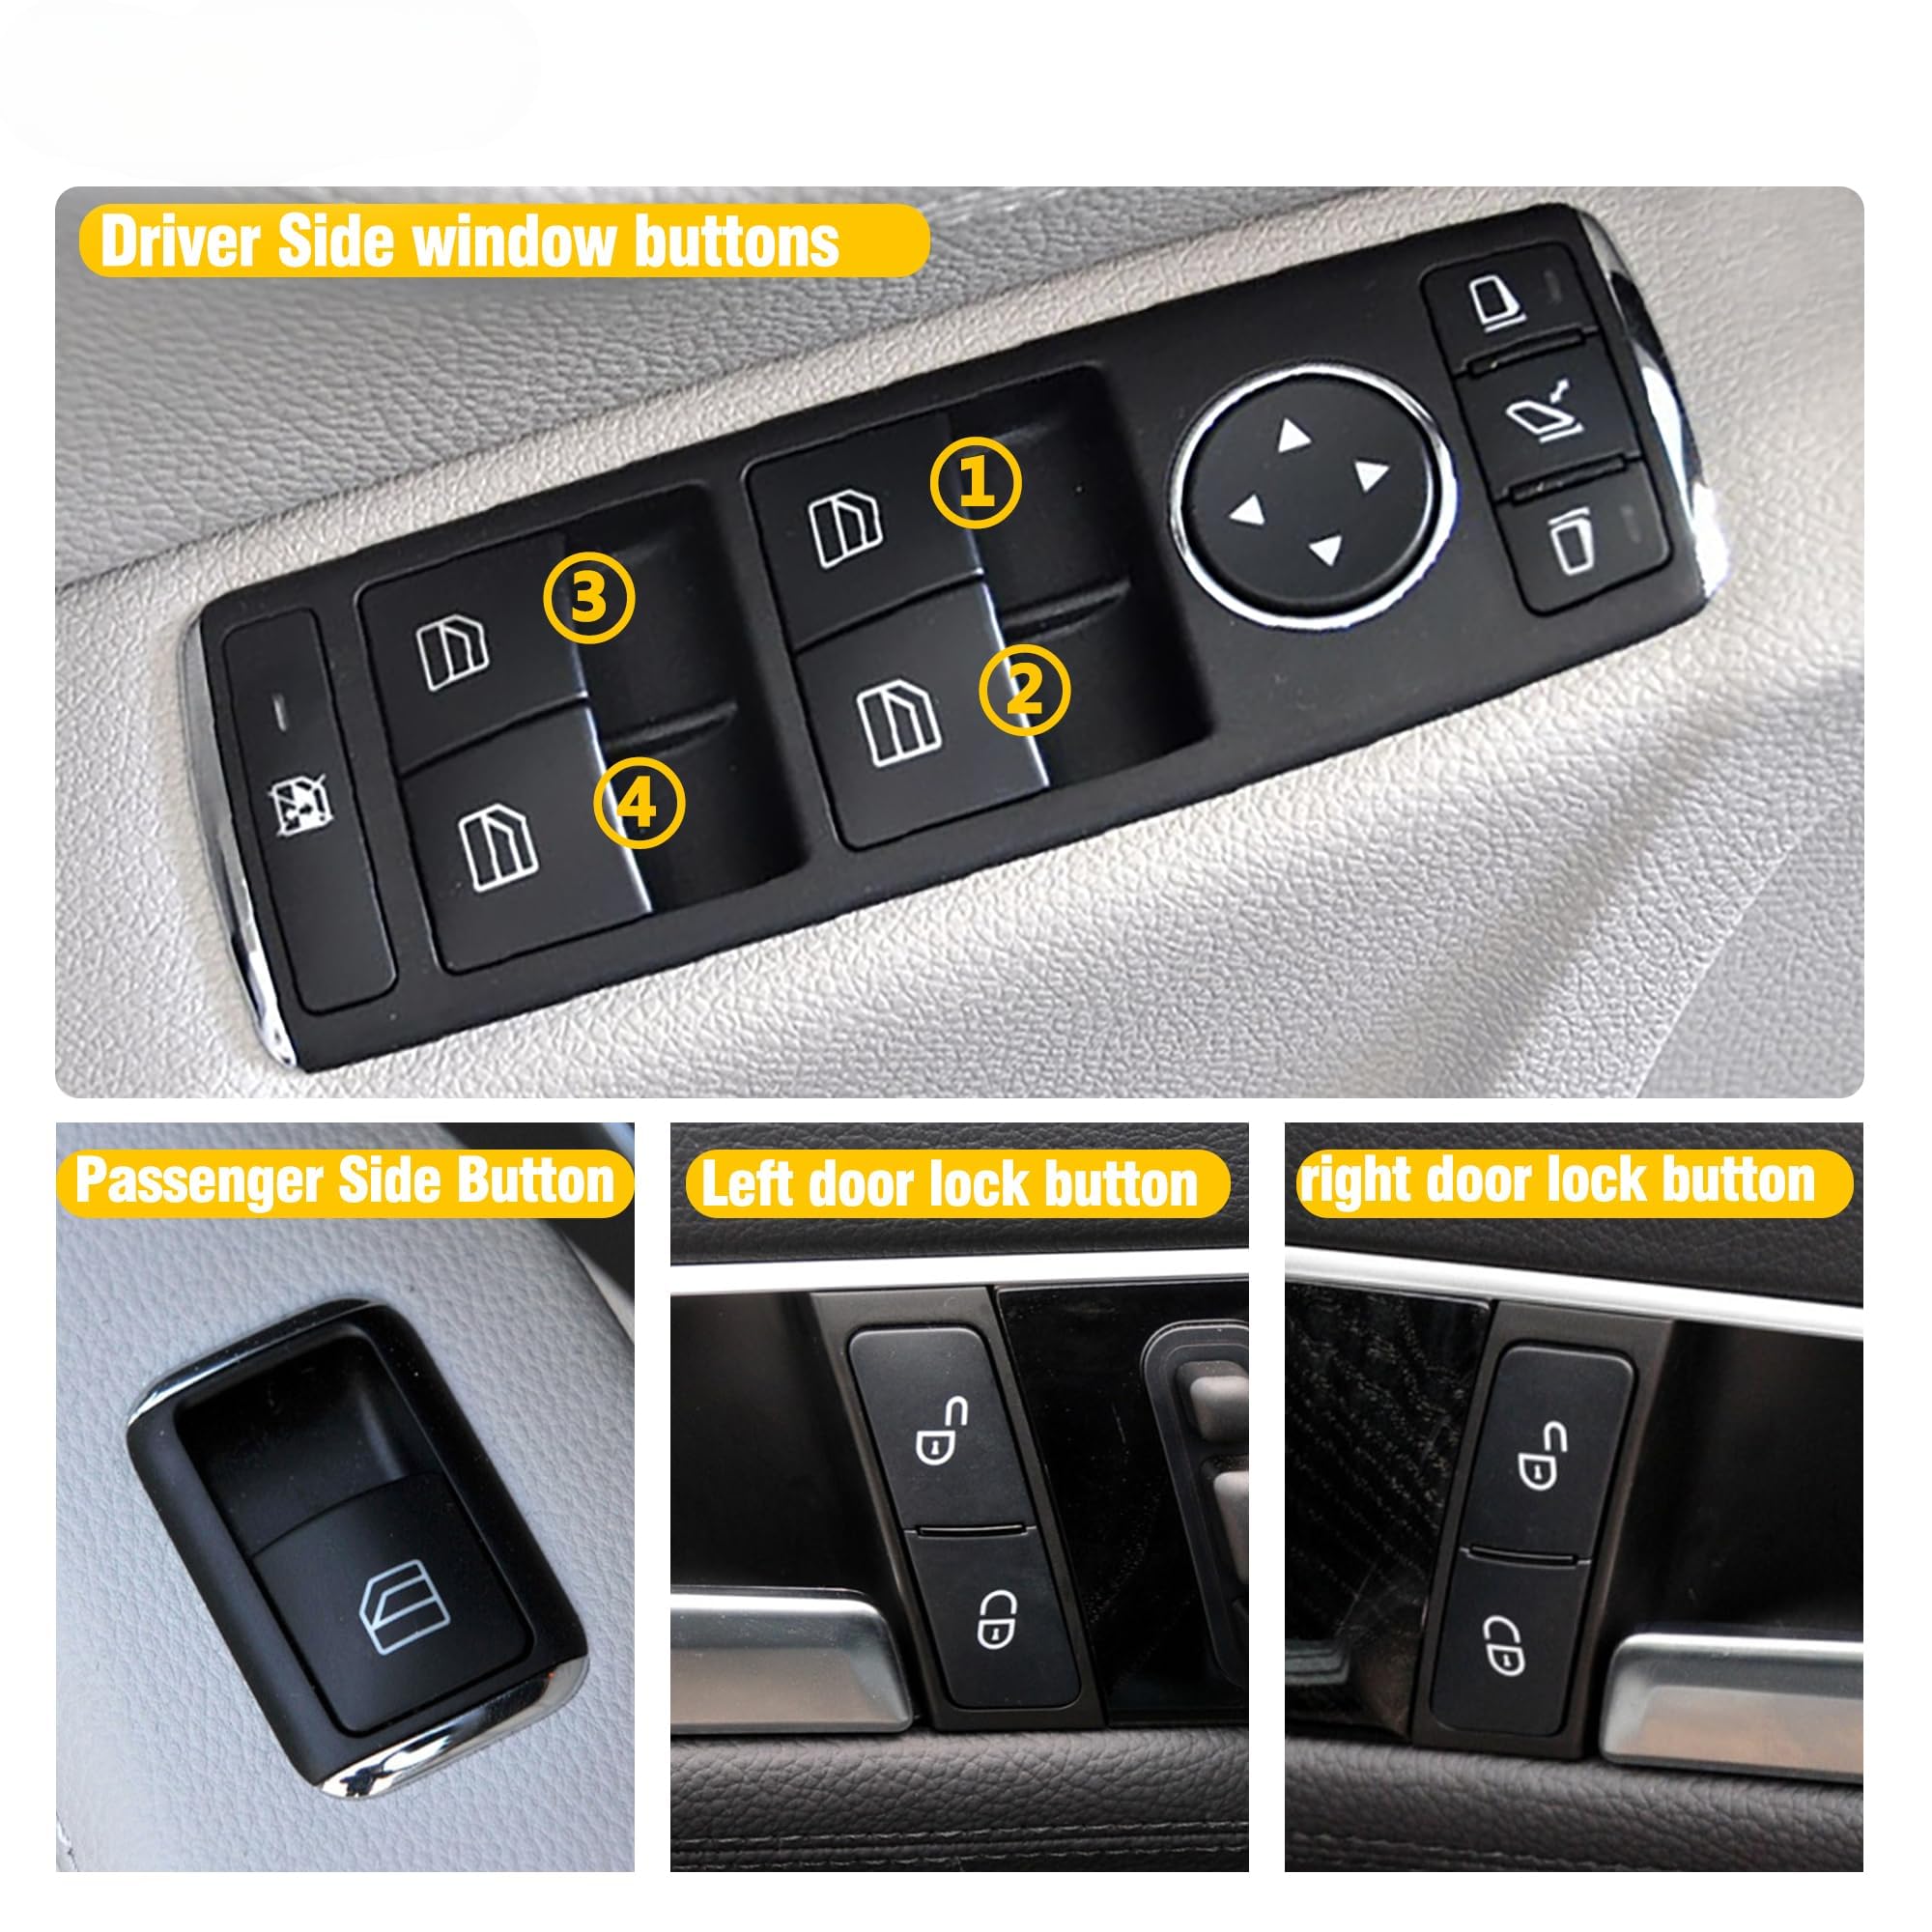 Driver Side window buttons
①
③
②
④
Passenger Side Button
Left door lock button
right door lock button